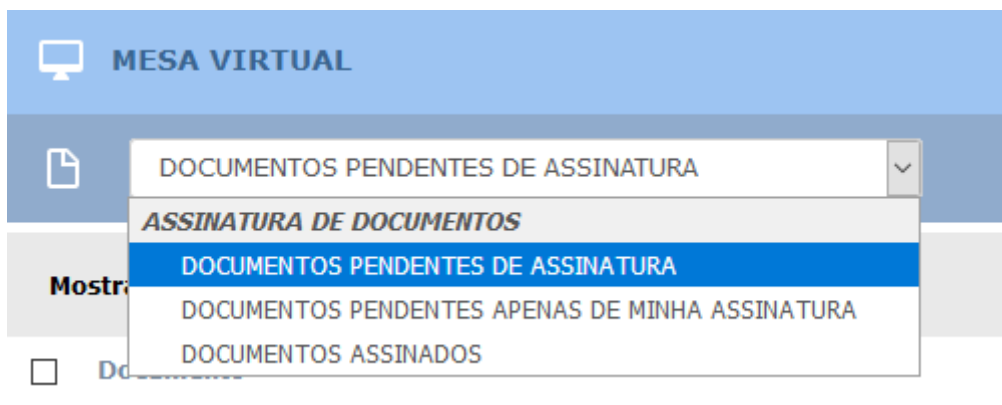 MESA VIRTUAL
DOCUMENTOS PENDENTES DE ASSINATURA
ASSINATURA DE DOCUMENTOS
DOCUMENTOS PENDENTES DE ASSINATURA
DOCUMENTOS PENDENTES APENAS DE MINHA ASSINATURA
DOCUMENTOS ASSINADOS